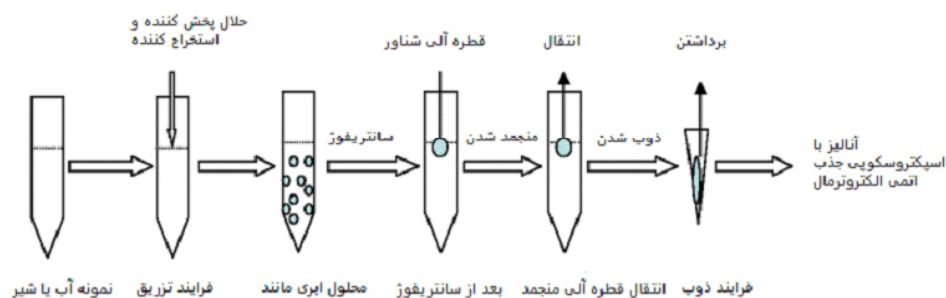 حلال پخش کننده و
استخراج کننده
قطره آلی شناور
انتقال
برداشتن
سانتریفوژ
منجمد شدن
ذوب شدن
آنالیز با
اسپکتروسکوپی جذب
اتمی الکتروترمال
نمونه آب یا شیر
فرایند تزریق
محلول ابری مانند
بعد از سانتریفوژ
انتقال قطره آلی منجمد
فرایند ذوب